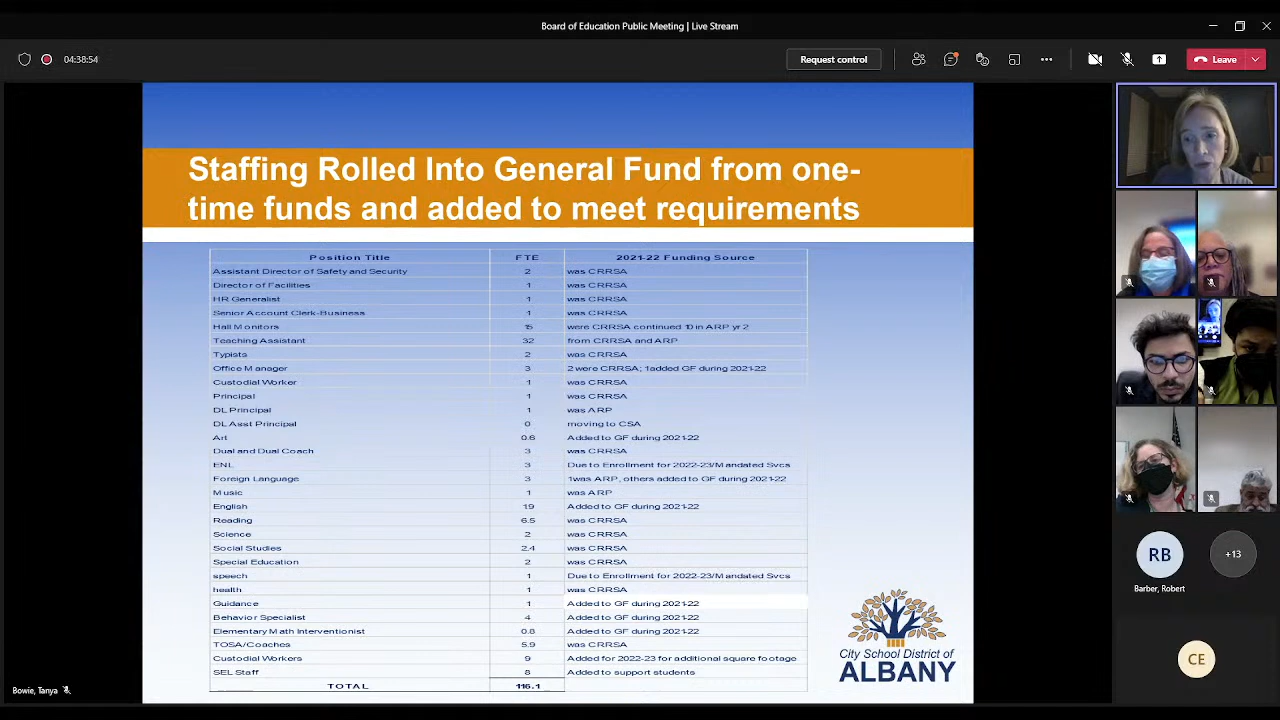 Board of Education Public Meeting | Live Stream
04:38:54
Request control
Leave
Staffing Rolled Into General Fund from one-
time funds and added to meet requirements
Position Title FTE 2021-22 Funding Source
Assistant Director of Safety and Security 2 was CRRSA
Director of Facilities 1 was CRRSA
HR Generalist 1 was CRRSA
Senior Account Clerk-Business 1 was CRRSA
Hall Monitors 15 were CRRSA continued 10 in ARP yr 2
Teaching Assistant 32 from CRRSA and ARP
Typists 2 was CRRSA
Office Manager 3 2 were CRRSA; 1 added GF during 2021-22
Custodial Worker 1 was CRRSA
Principal 1 was CRRSA
DL Principal 1 was ARP
DL Asst Principal 0 moving to CSA
Art 0.6 Added to GF during 2021-22
Dual and Dual Coach 3 was CRRSA
ENL 3 Due to Enrollment for 2022-23/Mandated Svcs
Foreign Language 3 1 was ARP, others added to GF during 2021-22
Music 1 was ARP
English 1.9 Added to GF during 2021-22
Reading 6.5 was CRRSA
Science 2 was CRRSA
Social Studies 2.4 was CRRSA
Special Education 2 was CRRSA
speech 1 Due to Enrollment for 2022-23/Mandated Svcs
health 1 was CRRSA
Guidance 1 Added to GF during 2021-22
Behavior Specialist 4 Added to GF during 2021-22
Elementary Math Interventionist 0.8 Added to GF during 2021-22
TOSA/Coaches 5.9 was CRRSA
Custodial Workers 9 Added for 2022-23 for additional square footage
SEL Staff 8 Added to support students
TOTAL 116.1
City School District of
ALBANY
Bowie, Tanya
RB
Barber, Robert
+13
CE